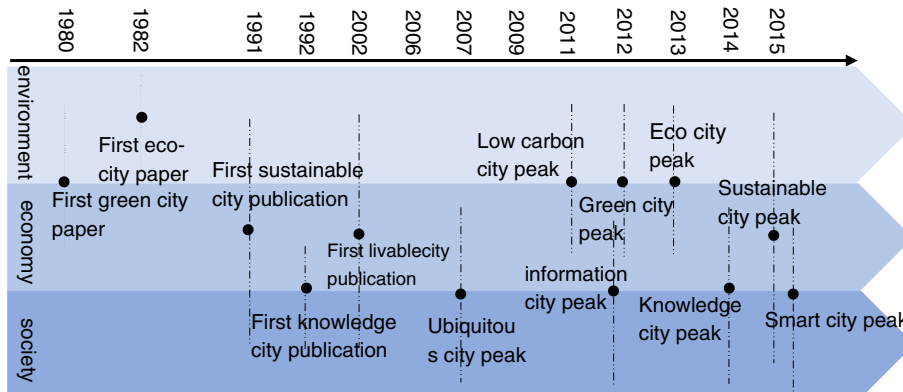 1980
1982
1991
1992
2002
2006
2007
2009
2011
2012
2013
2014
2015
environment
economy
society
First eco-
city paper
First green city
paper
First sustainable
city publication
First livablecity
publication
First knowledge
city publication
Ubiquitou
s city peak
Low carbon
city peak
Green city
peak
Eco city
peak
information
city peak
Knowledge
city peak
Sustainable
city peak
Smart city peak